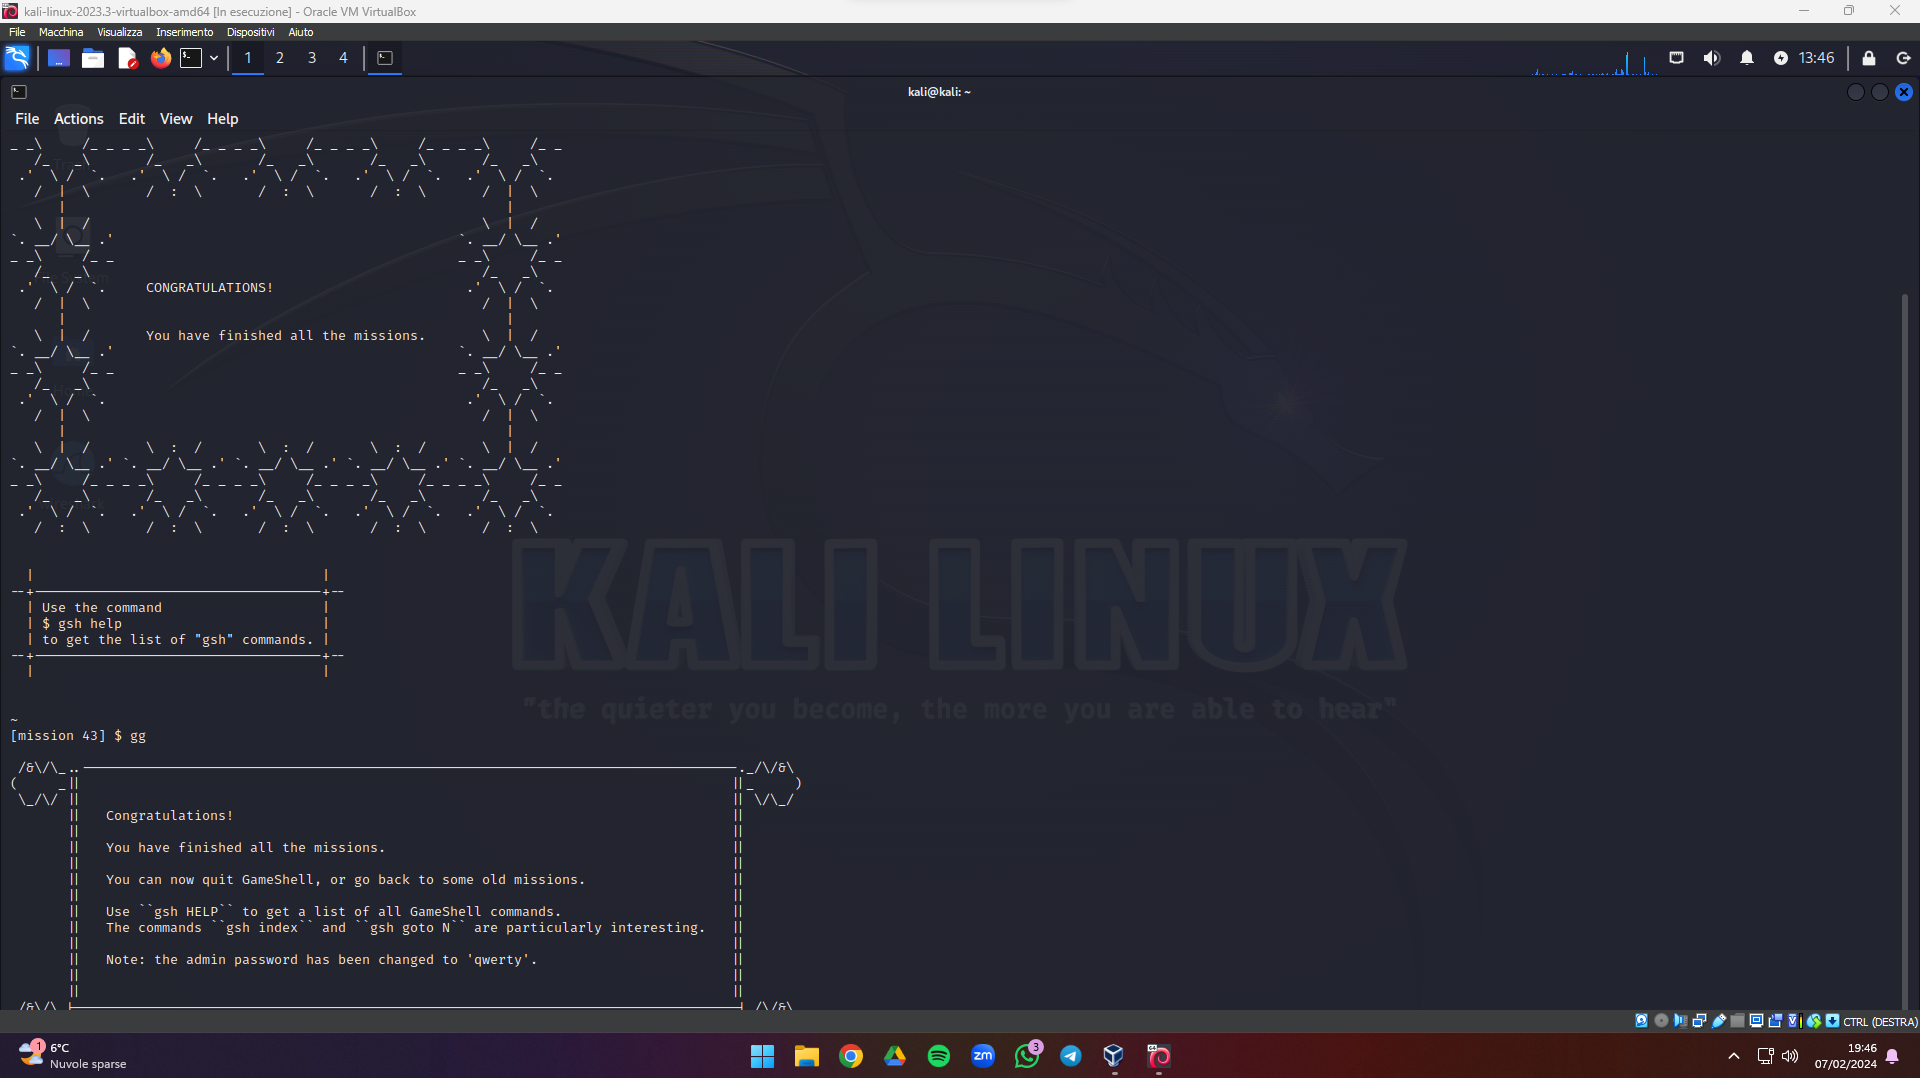 kali-linux-2023.3-virtualbox-amd64 [In esecuzione] - Oracle VM VirtualBox
File Macchina Visualizza Inserimento Dispositivi Aiuto
1 2 3 4 13:46
kali@kali: ~
File Actions Edit View Help
CONGRATULATIONS!
You have finished all the missions.
Use the command
$ gsh help
to get the list of "gsh" commands.
KALI LINUX
"the quieter you become, the more you are able to hear"
~
[mission 43] $ gg
Congratulations!
You have finished all the missions.
You can now quit GameShell, or go back to some old missions.
Use ``gsh HELP`` to get a list of all GameShell commands.
The commands ``gsh index`` and ``gsh goto N`` are particularly interesting.
Note: the admin password has been changed to 'qwerty'.
CTRL (DESTRA)
1
6°C
Nuvole sparse
zm
3
64
19:46
07/02/2024